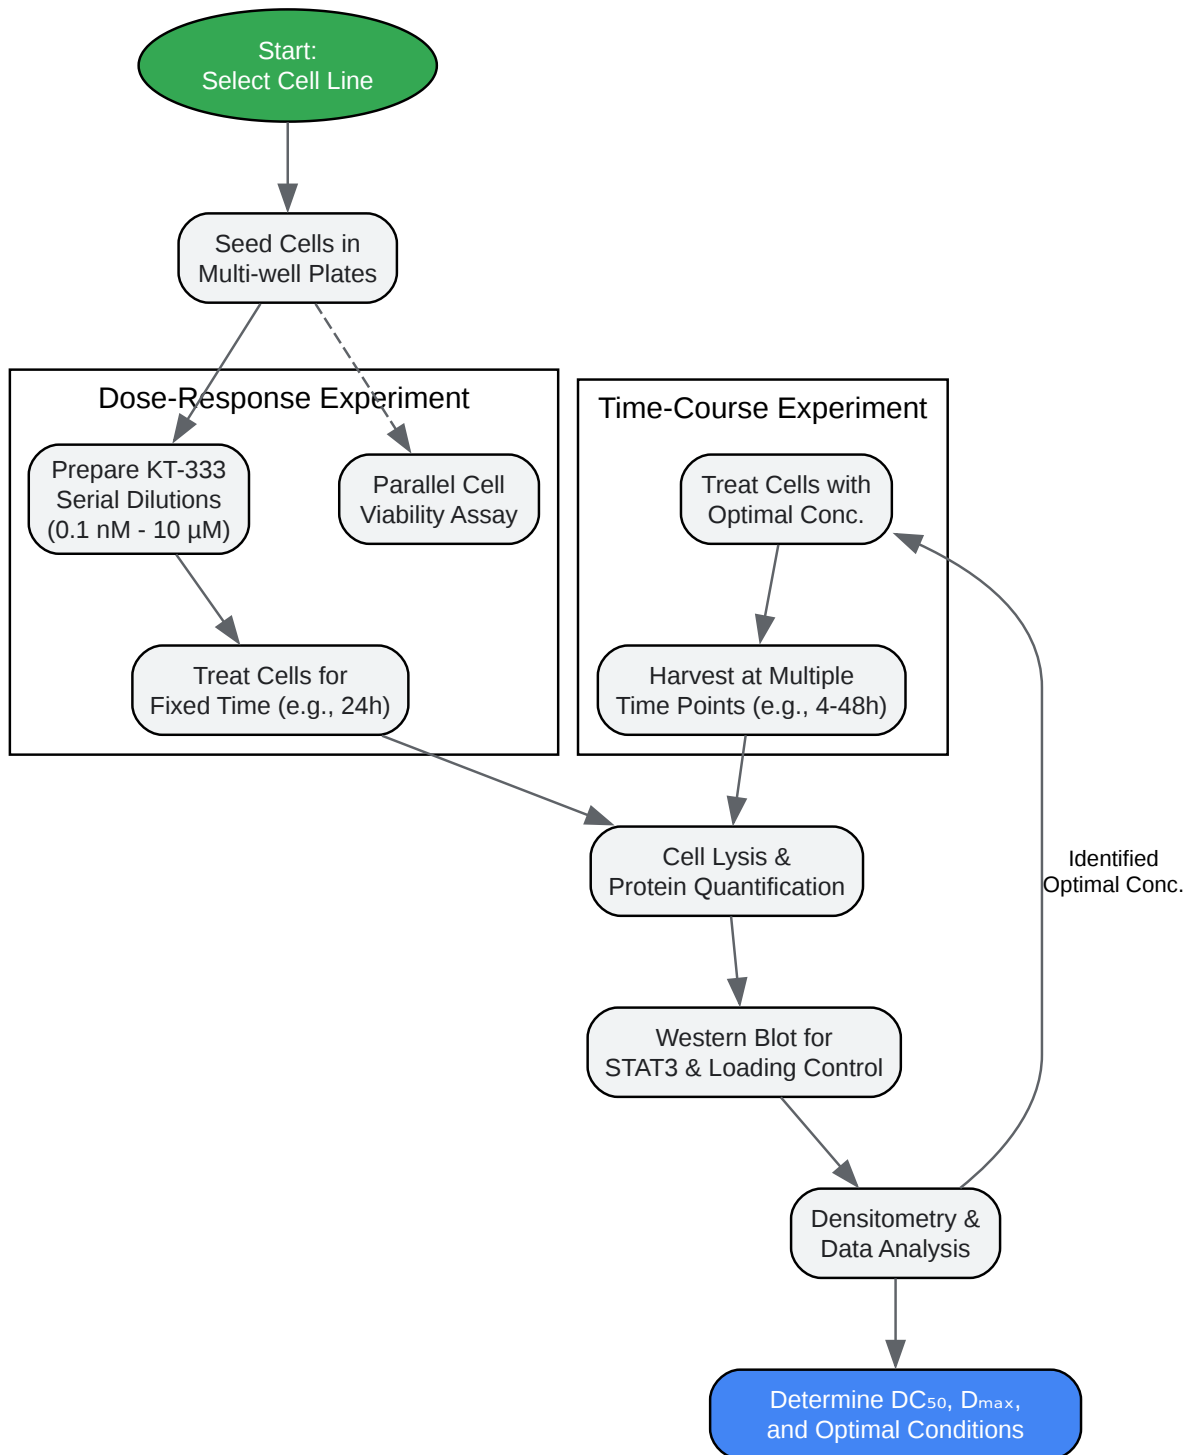 Start:
Select Cell Line
Seed Cells in
Multi-well Plates
Dose-Response Experiment
Prepare KT-333
Serial Dilutions
(0.1 nM - 10 µM)
Parallel Cell
Viability Assay
Treat Cells for
Fixed Time (e.g., 24h)
Time-Course Experiment
Treat Cells with
Optimal Conc.
Harvest at Multiple
Time Points (e.g., 4-48h)
Cell Lysis &
Protein Quantification
Identified
Optimal Conc.
Western Blot for
STAT3 & Loading Control
Densitometry &
Data Analysis
Determine DC₅₀, Dₘₐₓ,
and Optimal Conditions